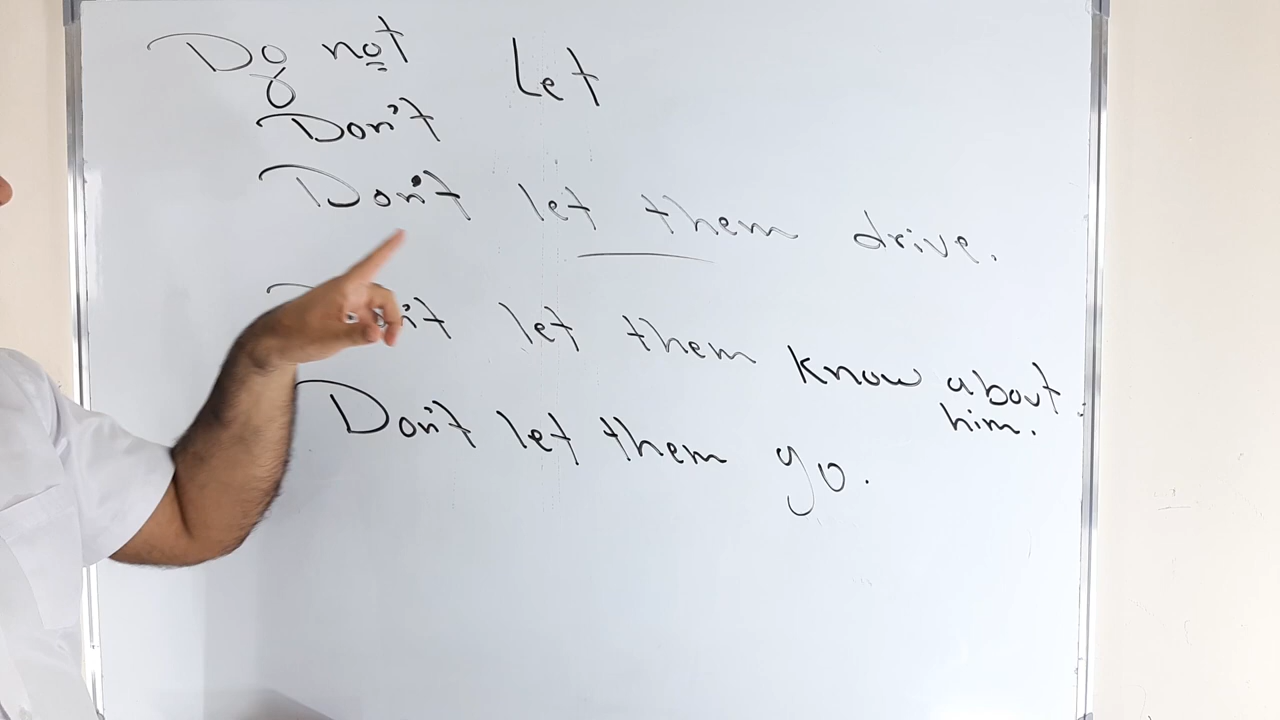 Do not Let
Don't
Don't let them drive.
let them know about
him.
Don't let them go.